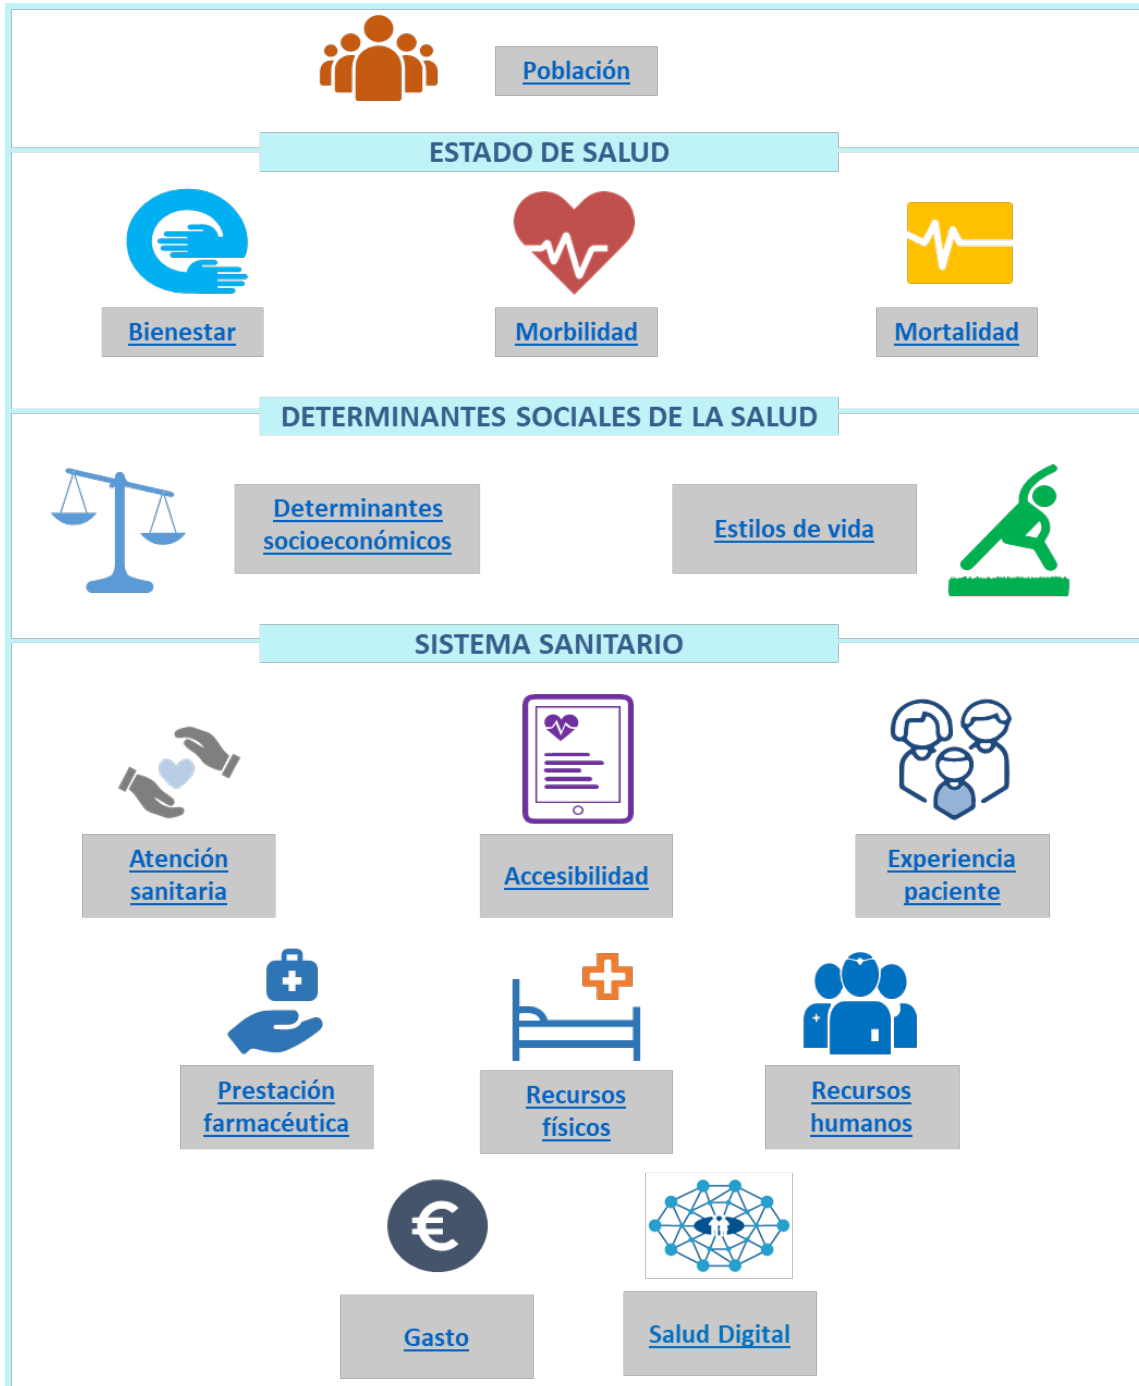 Población
ESTADO DE SALUD
Bienestar
Morbilidad
Mortalidad
DETERMINANTES SOCIALES DE LA SALUD
Determinantes
socioeconómicos
Estilos de vida
SISTEMA SANITARIO
Atención
sanitaria
Accesibilidad
Experiencia
paciente
Prestación
farmacéutica
Recursos
físicos
Recursos
humanos
€
Gasto
Salud Digital